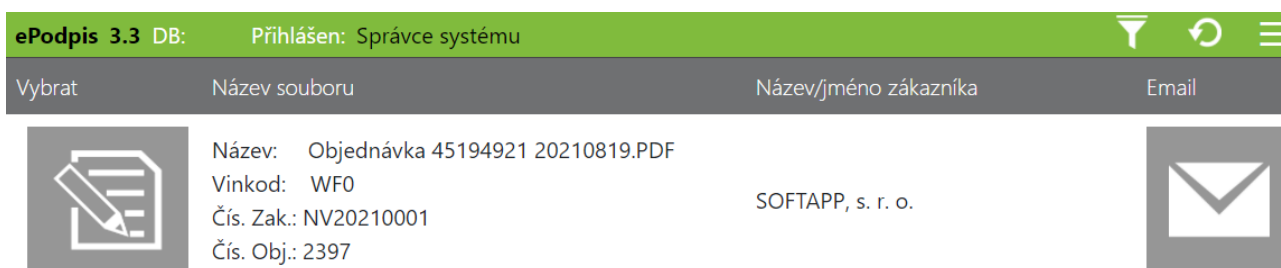 ePodpis 3.3 DB: Přihlášen: Správce systému
Vybrat Název souboru Název/jméno zákazníka Email
Název: Objednávka 45194921 20210819.PDF
Vinkod: WF0
SOFTAPP, s. r. o.
Čís. Zak.: NV20210001
Čís. Obj.: 2397